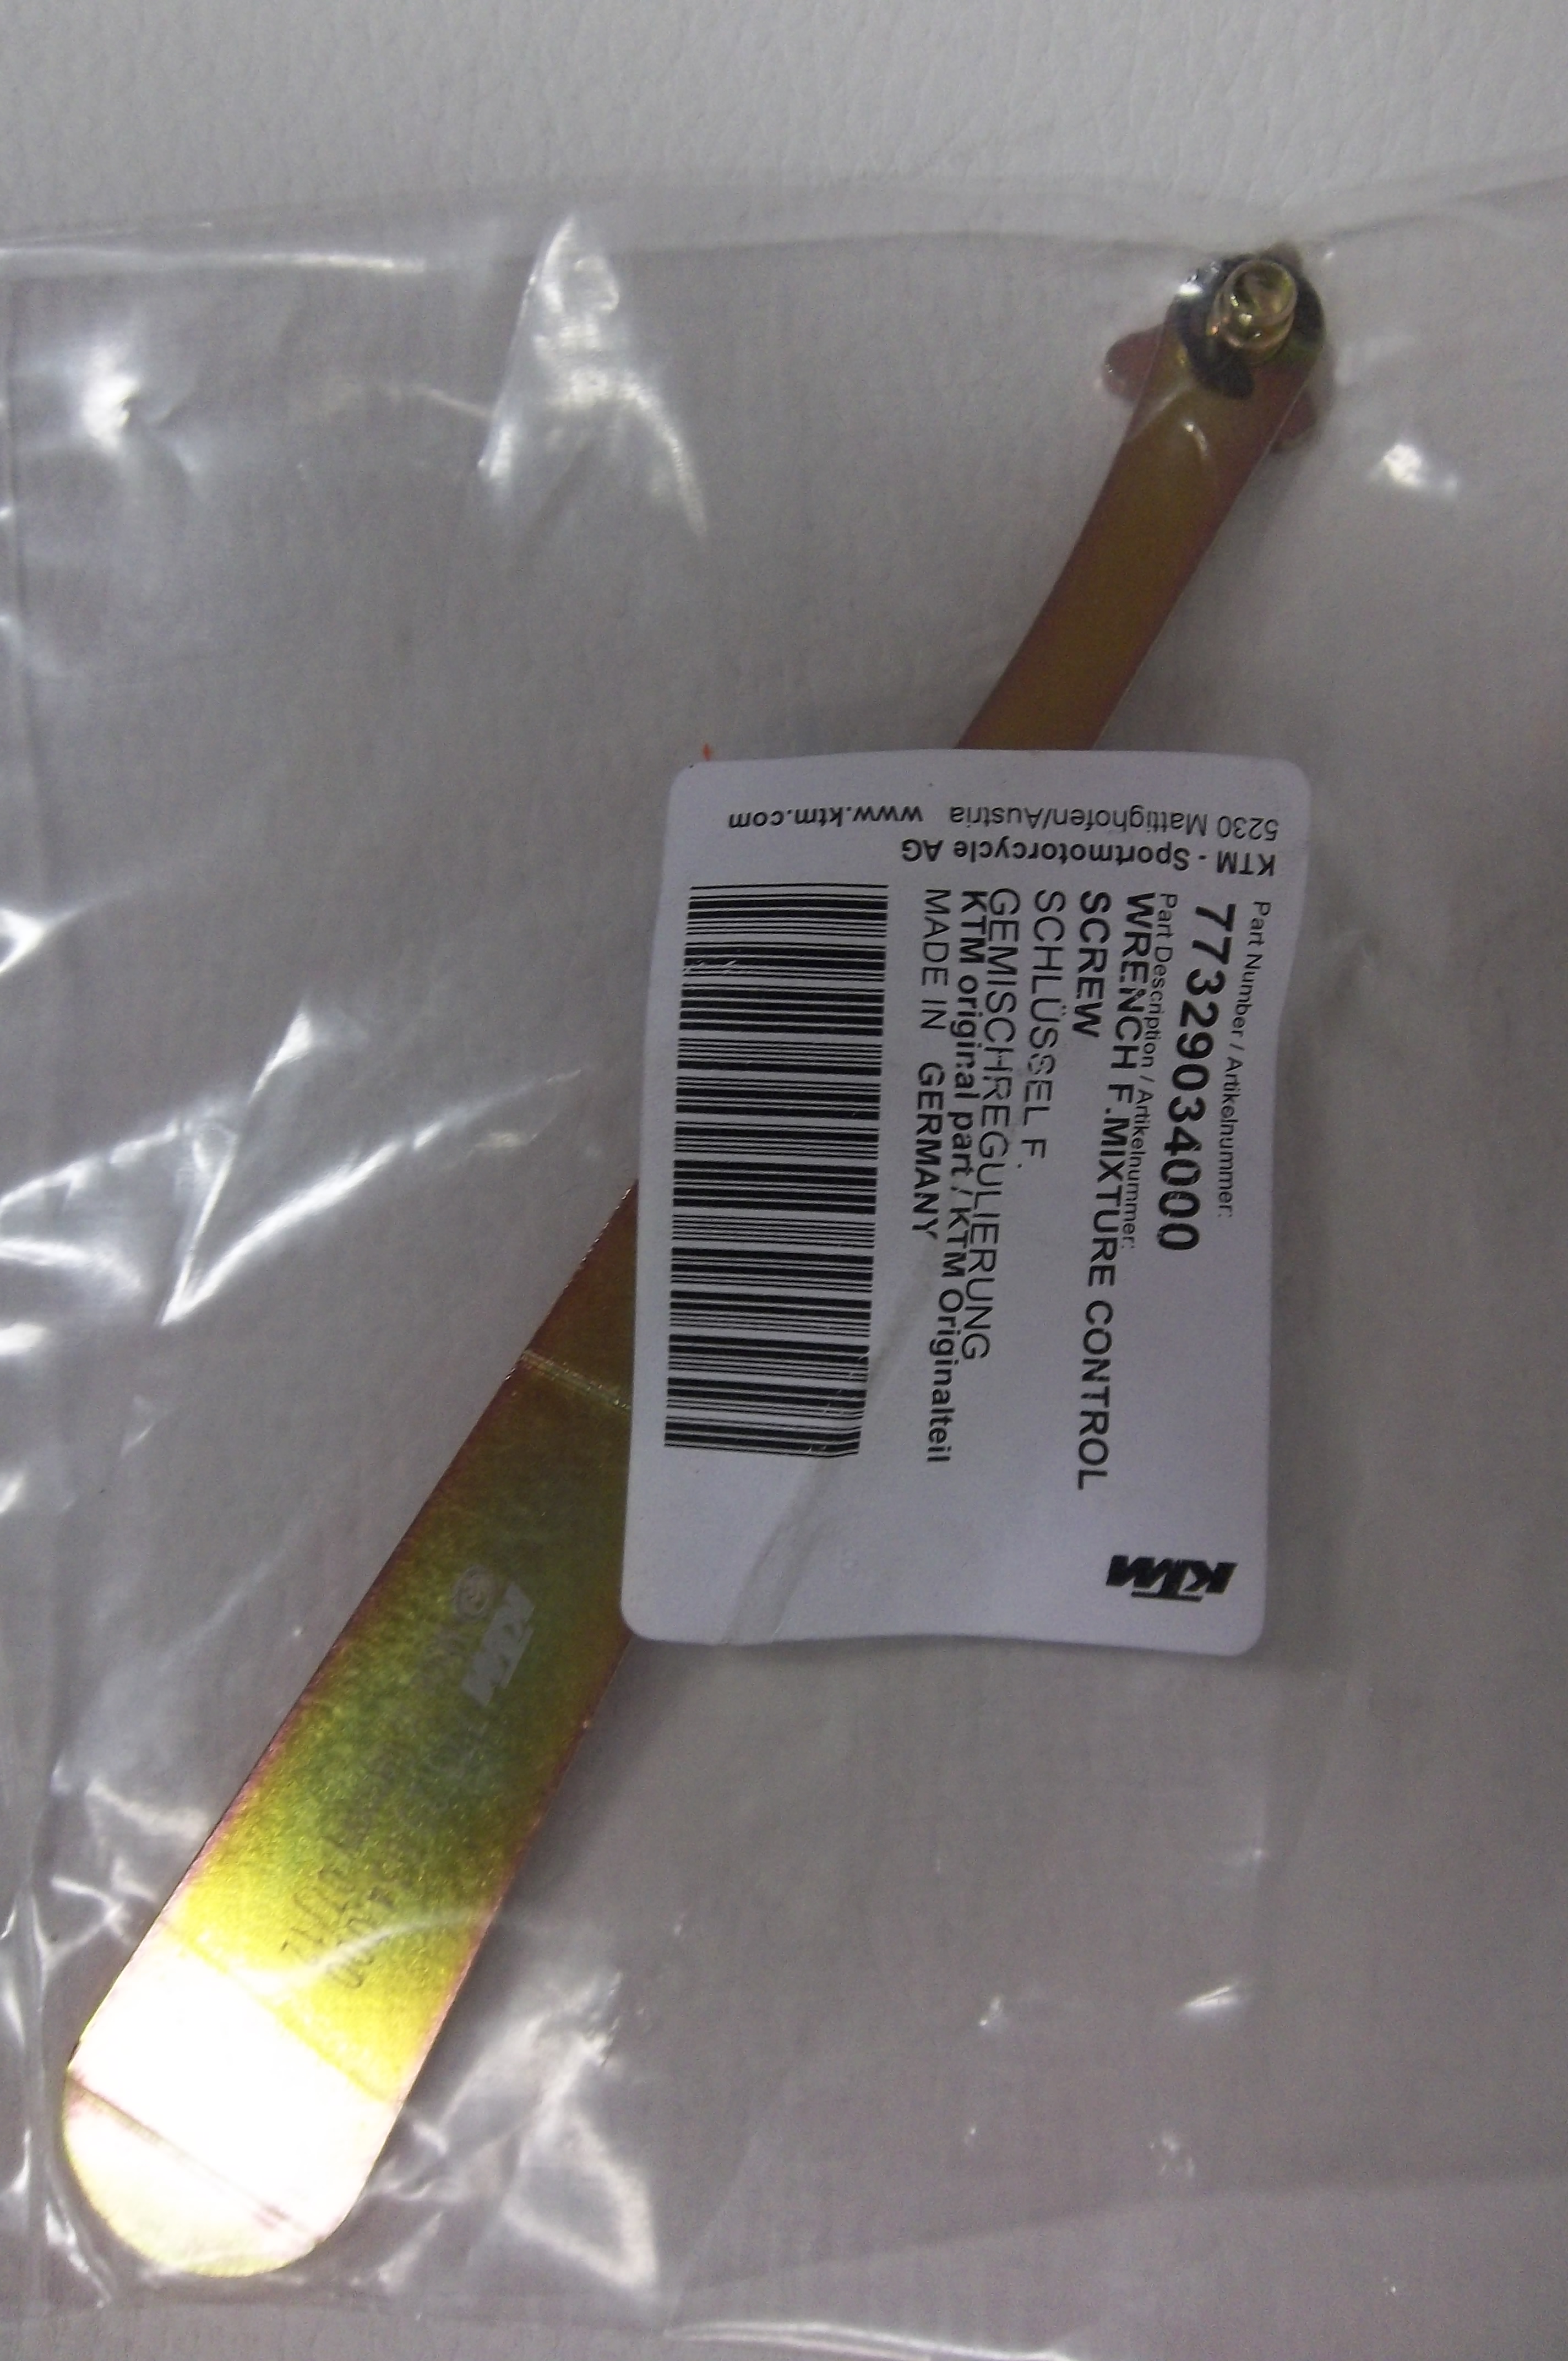 KTM
Part Number / Artikelnummer:
77329034000
Part Description / Artikelnummer:
WRENCH F.MIXTURE CONTROL
SCREW
SCHLÜSSEL F.
GEMISCHREGULIERUNG
KTM original part / KTM Originalteil
MADE IN GERMANY
KTM - Sportmotorcycle AG
5230 Mattighofen/Austria www.ktm.com
KTM